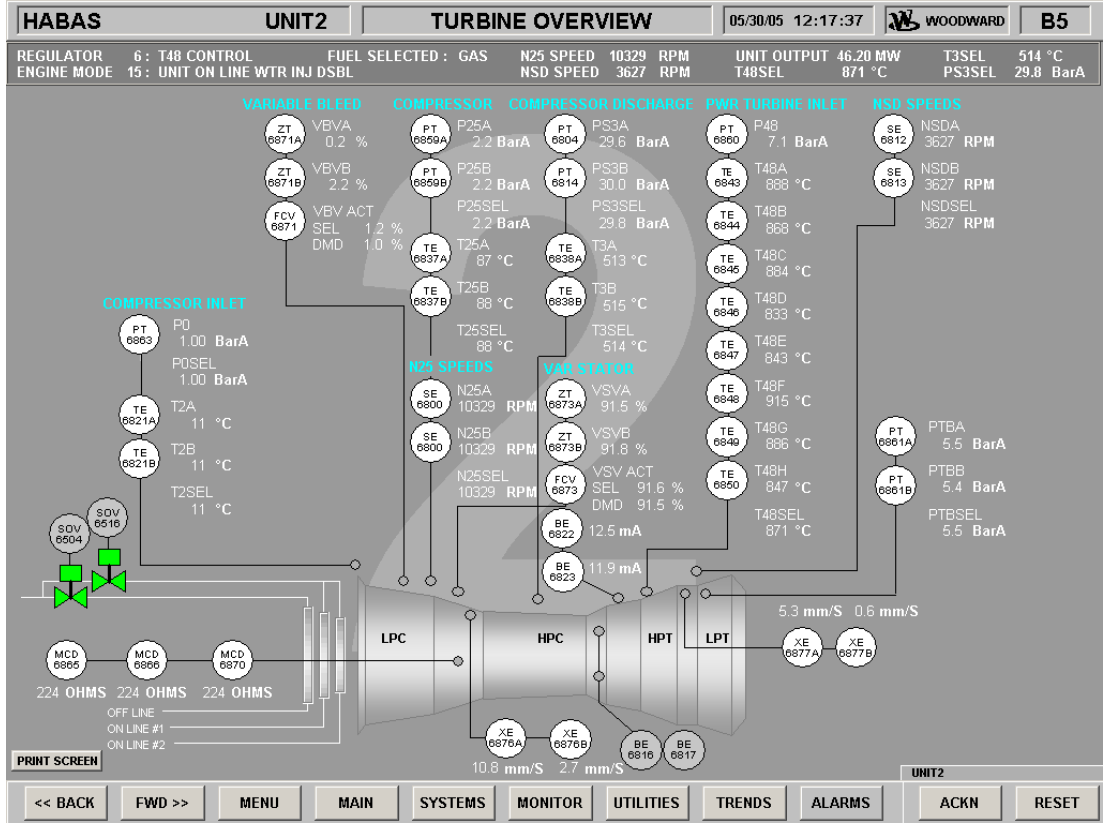 HABAS UNIT2 TURBINE OVERVIEW 05/30/05 12:17:37 WOODWARD B5
REGULATOR 6 : T48 CONTROL FUEL SELECTED : GAS N25 SPEED 10329 RPM UNIT OUTPUT 46.20 MW T3SEL 514 °C
ENGINE MODE 15 : UNIT ON LINE WTR INJ DSBL NSD SPEED 3627 RPM T48SEL 871 °C PS3SEL 29.8 BarA
VARIABLE BLEED
ZT 6871A VBVA 0.2 %
ZT 6871B VBVB 2.2 %
FCV 6871 VBV ACT
SEL 1.2 %
DMD 1.0 %
COMPRESSOR
PT 6859A P25A 2.2 BarA
PT 6859B P25B 2.2 BarA
P25SEL 2.2 BarA
TE 6837A T25A 87 °C
TE 6837B T25B 88 °C
T25SEL 88 °C
N25 SPEEDS
SE 6800 N25A 10329 RPM
SE 6800 N25B 10329 RPM
N25SEL 10329 RPM
COMPRESSOR DISCHARGE
PT 6804 PS3A 29.6 BarA
PT 6814 PS3B 30.0 BarA
PS3SEL 29.8 BarA
TE 6838A T3A 513 °C
TE 6838B T3B 515 °C
T3SEL 514 °C
VAR STATOR
ZT 6873A VSVA 91.5 %
ZT 6873B VSVB 91.8 %
FCV 6873 VSV ACT
SEL 91.6 %
DMD 91.5 %
BE 6822 12.5 mA
BE 6823 11.9 mA
PWR TURBINE INLET
PT 6860 P48 7.1 BarA
TE 6843 T48A 888 °C
TE 6844 T48B 868 °C
TE 6845 T48C 884 °C
TE 6846 T48D 833 °C
TE 6847 T48E 843 °C
TE 6848 T48F 915 °C
TE 6849 T48G 886 °C
TE 6850 T48H 847 °C
T48SEL 871 °C
NSD SPEEDS
SE 6812 NSDA 3627 RPM
SE 6813 NSDB 3627 RPM
NSDSEL 3627 RPM
COMPRESSOR INLET
PT 6863 P0 1.00 BarA
P0SEL 1.00 BarA
TE 6821A T2A 11 °C
TE 6821B T2B 11 °C
T2SEL 11 °C
PT 6861A PTBA 5.5 BarA
PT 6861B PTBB 5.4 BarA
PTBSEL 5.5 BarA
2
SOV 6504
SOV 6516
LPC HPC HPT LPT
5.3 mm/S 0.6 mm/S
XE 6877A XE 6877B
MCD 6865 MCD 6866 MCD 6870
224 OHMS 224 OHMS 224 OHMS
OFF LINE
ON LINE #1
ON LINE #2
XE 6876A XE 6876B
10.8 mm/S 2.7 mm/S
BE 6816 BE 6817
PRINT SCREEN
UNIT2
<< BACK FWD >> MENU MAIN SYSTEMS MONITOR UTILITIES TRENDS ALARMS ACKN RESET